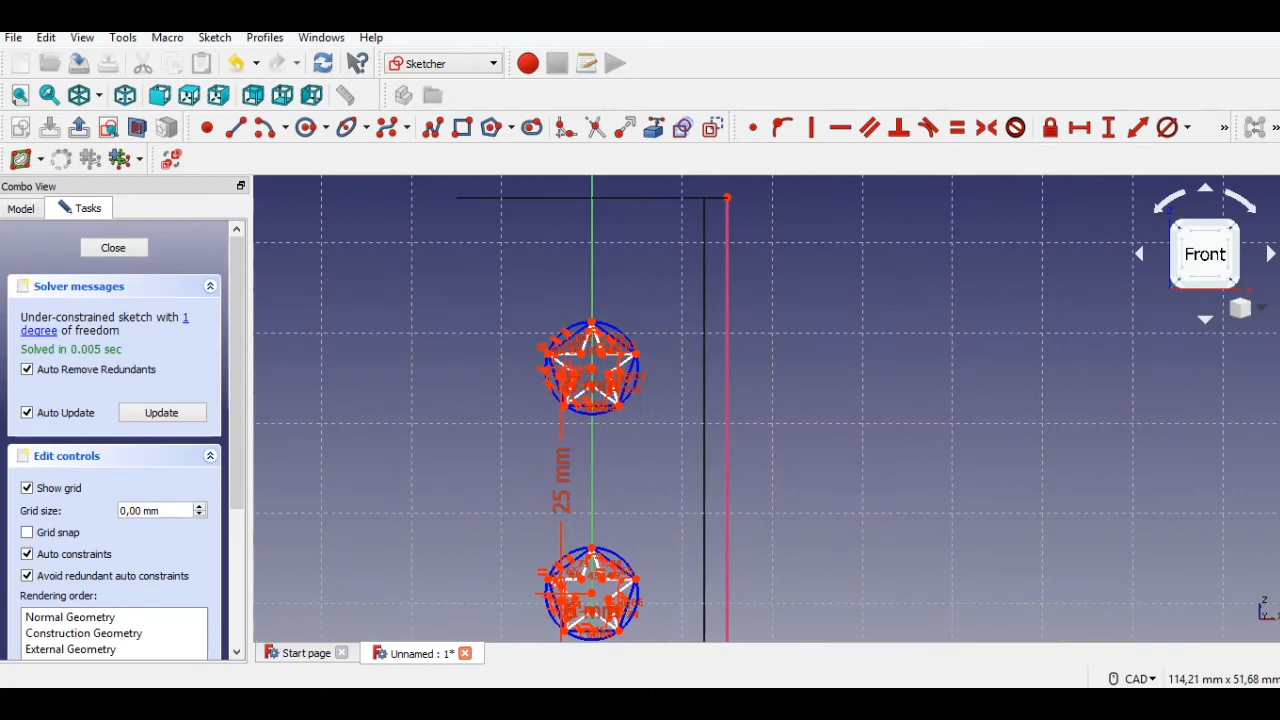 File Edit View Tools Macro Sketch Profiles Windows Help
Sketcher
Combo View
Model Tasks
Close
Solver messages
Under-constrained sketch with 1
degree of freedom
Solved in 0.005 sec
Auto Remove Redundants
Auto Update Update
Edit controls
Show grid
Grid size: 0,00 mm
Grid snap
Auto constraints
Avoid redundant auto constraints
Rendering order:
Normal Geometry
Construction Geometry
External Geometry
25 mm
Front
Start page Unnamed : 1*
CAD 114,21 mm x 51,68 mm